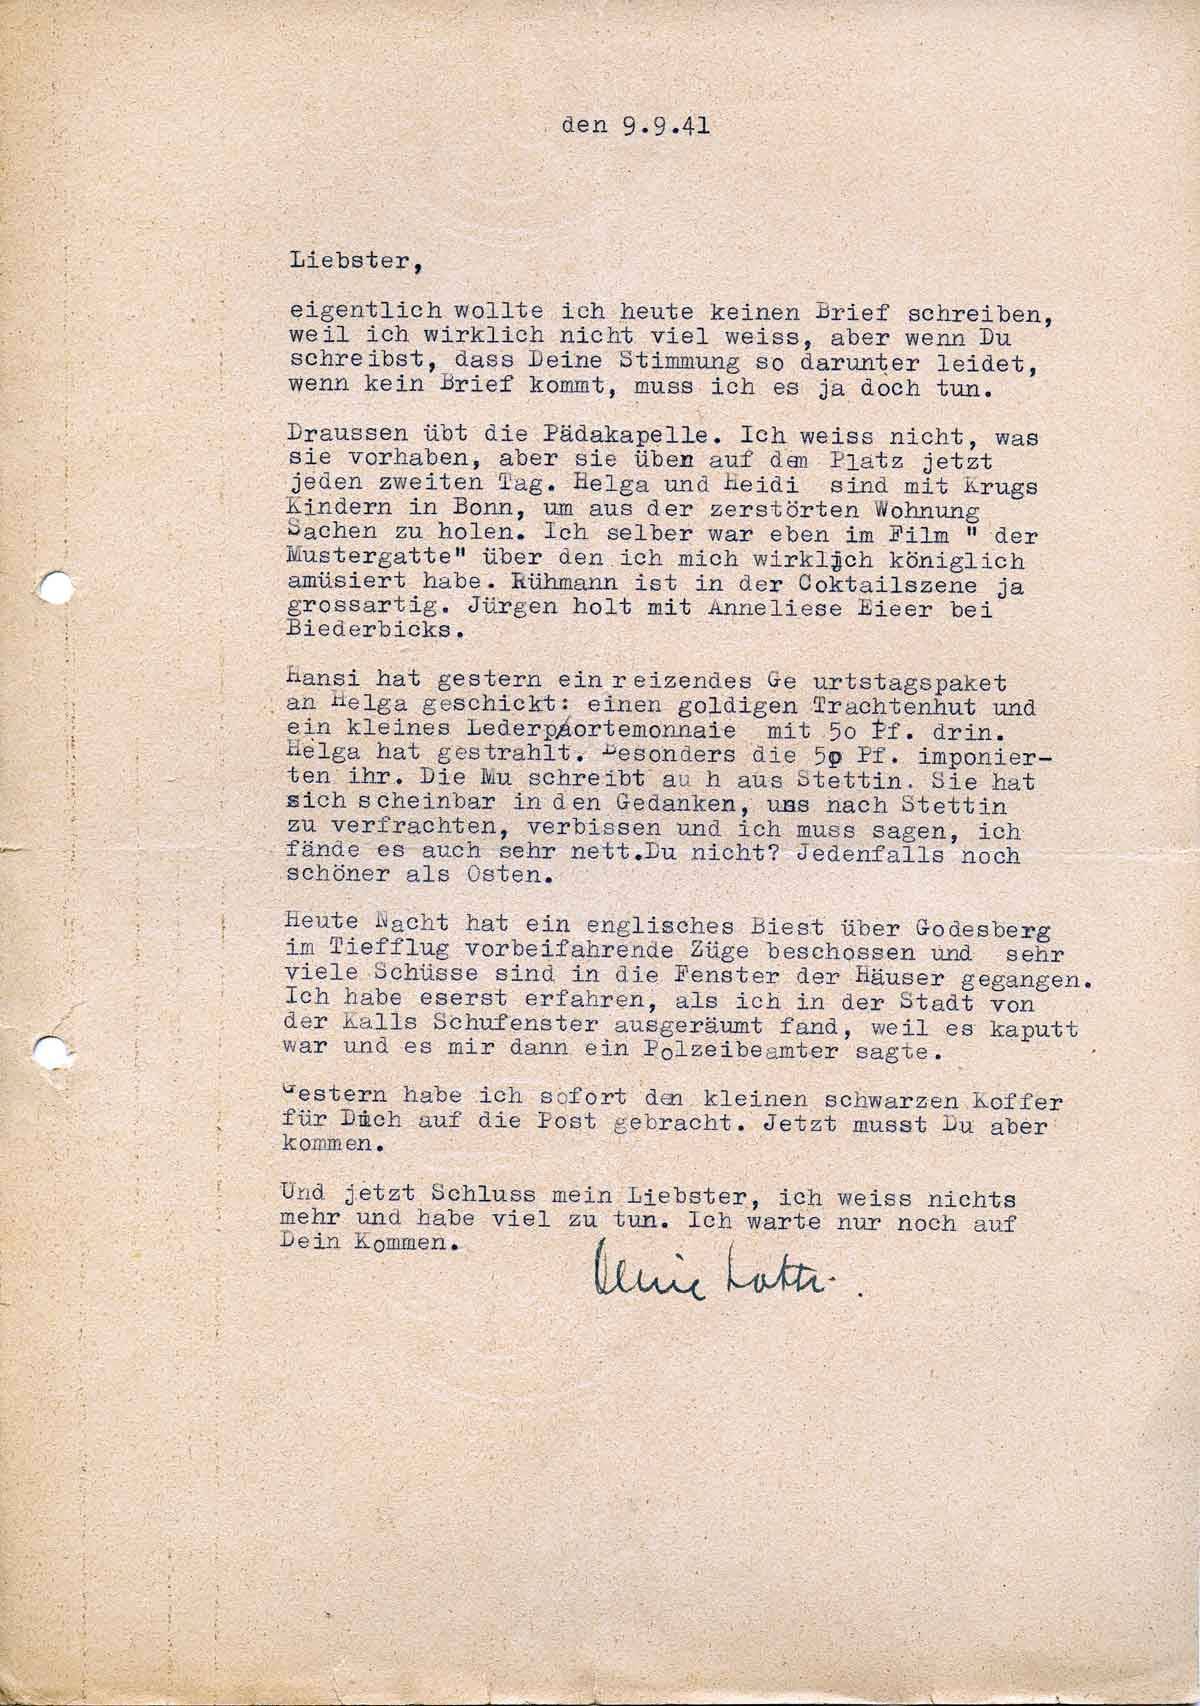 den 9.9.41
Liebster,
eigentlich wollte ich heute keinen Brief schreiben,
weil ich wirklich nicht viel weiss, aber wenn Du
schreibst, dass Deine Stimmung so darunter leidet,
wenn kein Brief kommt, muss ich es ja doch tun.
Draussen übt die Pädakapelle. Ich weiss nicht, was
sie vorhaben, aber sie üben auf dem Platz jetzt
jeden zweiten Tag. Helga und Heidi sind mit Krugs
Kindern in Bonn, um aus der zerstörten Wohnung
Sachen zu holen. Ich selber war eben im Film " der
Mustergatte" über den ich mich wirklich königlich
amüsiert habe. Rühmann ist in der Coktailszene ja
grossartig. Jürgen holt mit Anneliese Eieer bei
Biederbicks.
Hansi hat gestern ein reizendes Ge urtstagspaket
an Helga geschickt: einen goldigen Trachtenhut und
ein kleines Lederportemonnaie mit 50 Pf. drin.
Helga hat gestrahlt. Besonders die 50 Pf. imponier-
ten ihr. Die Mu schreibt au h aus Stettin. Sie hat
sich scheinbar in den Gedanken, uns nach Stettin
zu verfrachten, verbissen und ich muss sagen, ich
fände es auch sehr nett.Du nicht? Jedenfalls noch
schöner als Osten.
Heute Nacht hat ein englisches Biest über Godesberg
im Tiefflug vorbeifahrende Züge beschossen und sehr
viele Schüsse sind in die Fenster der Häuser gegangen.
Ich habe eserst erfahren, als ich in der Stadt von
der Kalls Schufenster ausgeräumt fand, weil es kaputt
war und es mir dann ein Polzeibeamter sagte.
Gestern habe ich sofort den kleinen schwarzen Koffer
für Dich auf die Post gebracht. Jetzt musst Du aber
kommen.
Und jetzt Schluss mein Liebster, ich weiss nichts
mehr und habe viel zu tun. Ich warte nur noch auf
Dein Kommen.
Deine Lotte.